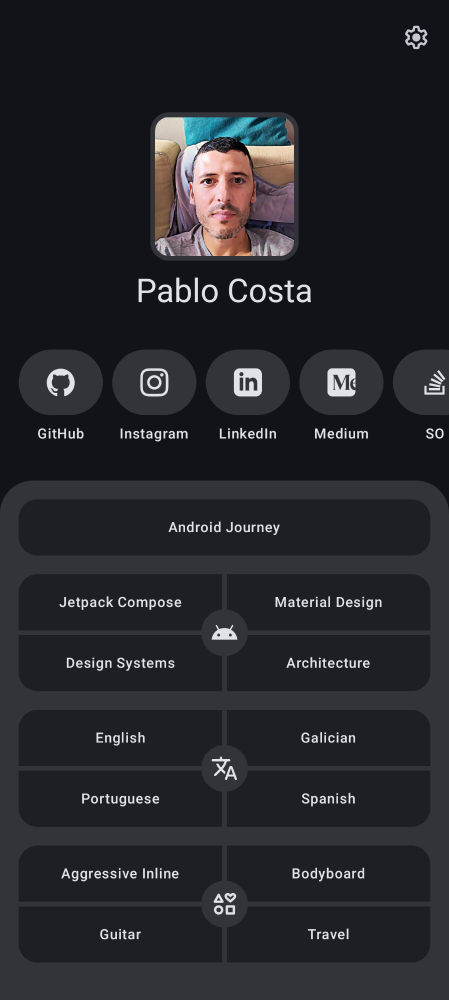 Pablo Costa
GitHub Instagram LinkedIn Medium SO
Android Journey
Jetpack Compose Material Design
Design Systems Architecture
English Galician
Portuguese Spanish
Aggressive Inline Bodyboard
Guitar Travel